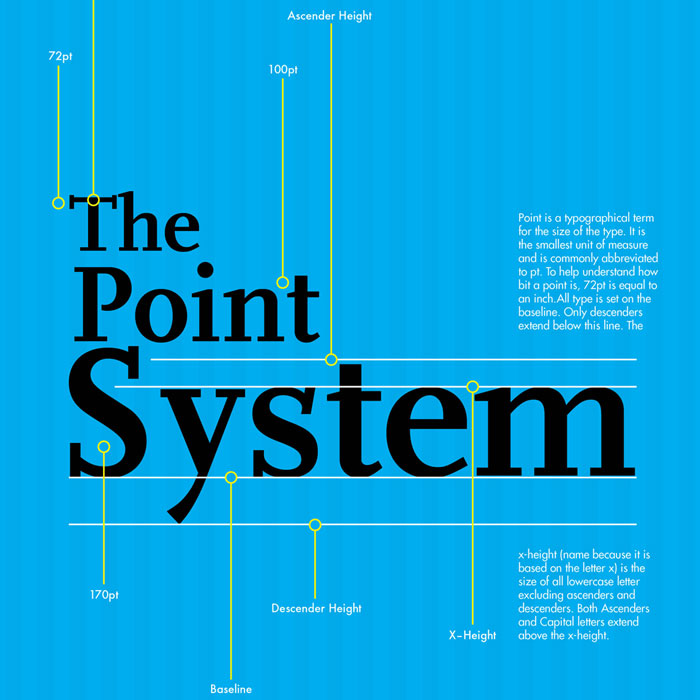 Ascender Height
72pt
100pt
The
Point
System
Point is a typographical term
for the size of the type. It is
the smallest unit of measure
and is commonly abbreviated
to pt. To help understand how
bit a point is, 72pt is equal to
an inch.All type is set on the
baseline. Only descenders
extend below this line. The
x-height (name because it is
based on the letter x) is the
size of all lowercase letter
excluding ascenders and
descenders. Both Ascenders
and Capital letters extend
above the x-height.
170pt
Descender Height
X-Height
Baseline